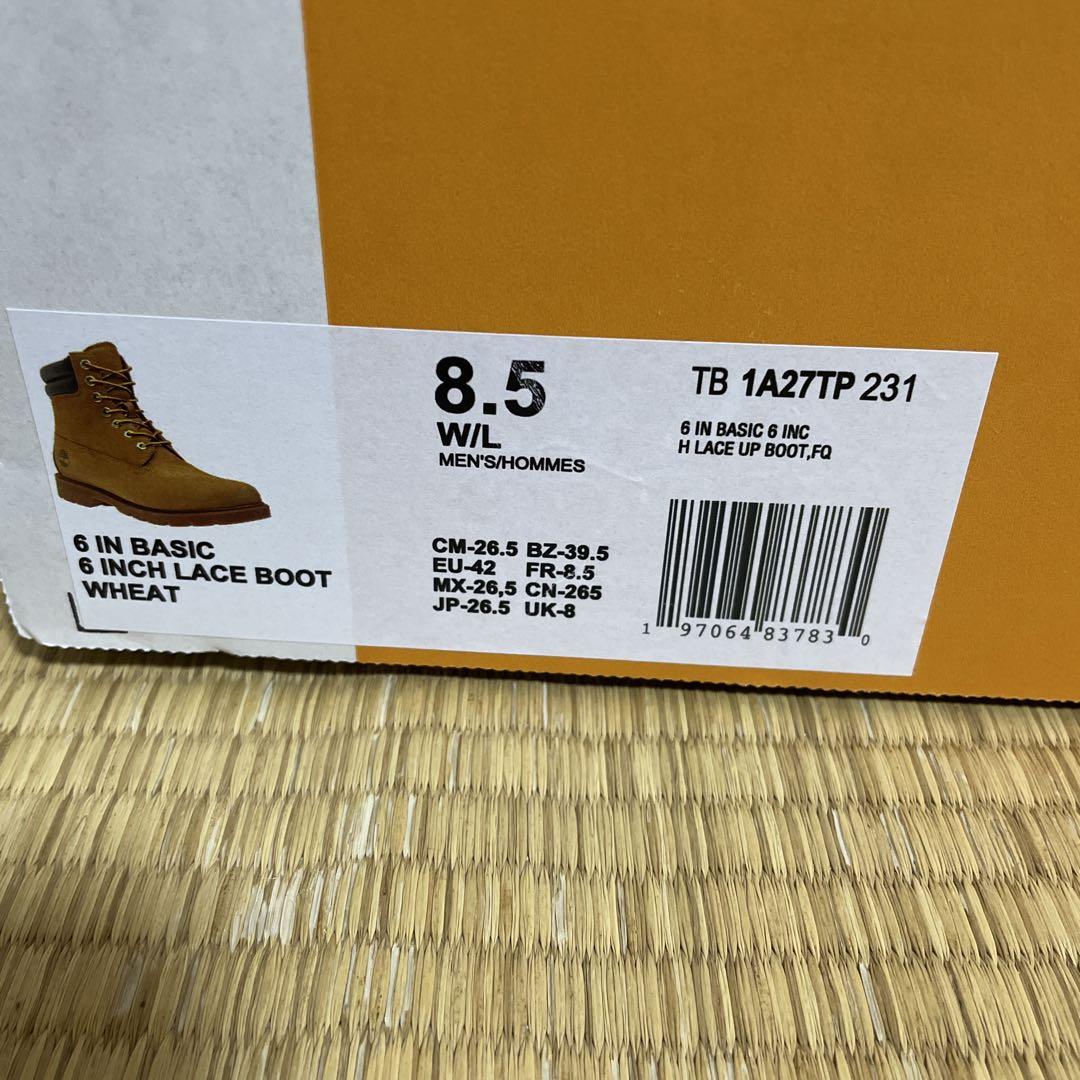 6 IN BASIC
6 INCH LACE BOOT
WHEAT
8.5
W/L
MEN'S/HOMMES
CM-26.5 BZ-39.5
EU-42 FR-8.5
MX-26,5 CN-265
JP-26.5 UK-8
TB 1A27TP 231
6 IN BASIC 6 INC
H LACE UP BOOT,FQ
1 97064 83783 0